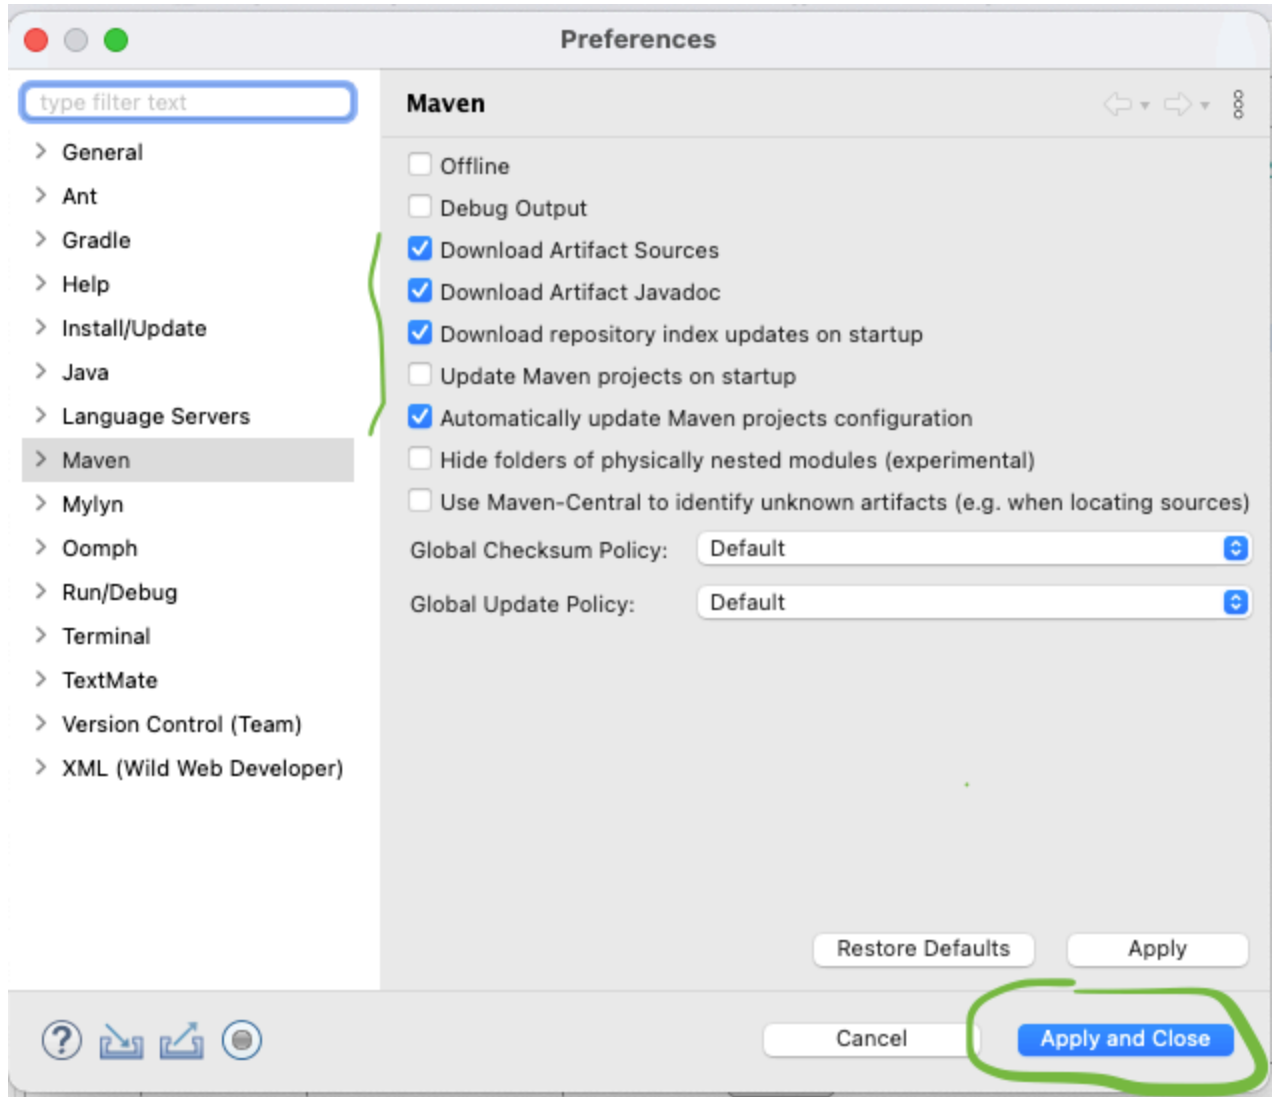 Preferences
type filter text
General
Ant
Gradle
Help
Install/Update
Java
Language Servers
Maven
Mylyn
Oomph
Run/Debug
Terminal
TextMate
Version Control (Team)
XML (Wild Web Developer)
Maven
Offline
Debug Output
Download Artifact Sources
Download Artifact Javadoc
Download repository index updates on startup
Update Maven projects on startup
Automatically update Maven projects configuration
Hide folders of physically nested modules (experimental)
Use Maven-Central to identify unknown artifacts (e.g. when locating sources)
Global Checksum Policy: Default
Global Update Policy: Default
Restore Defaults Apply
? Cancel Apply and Close